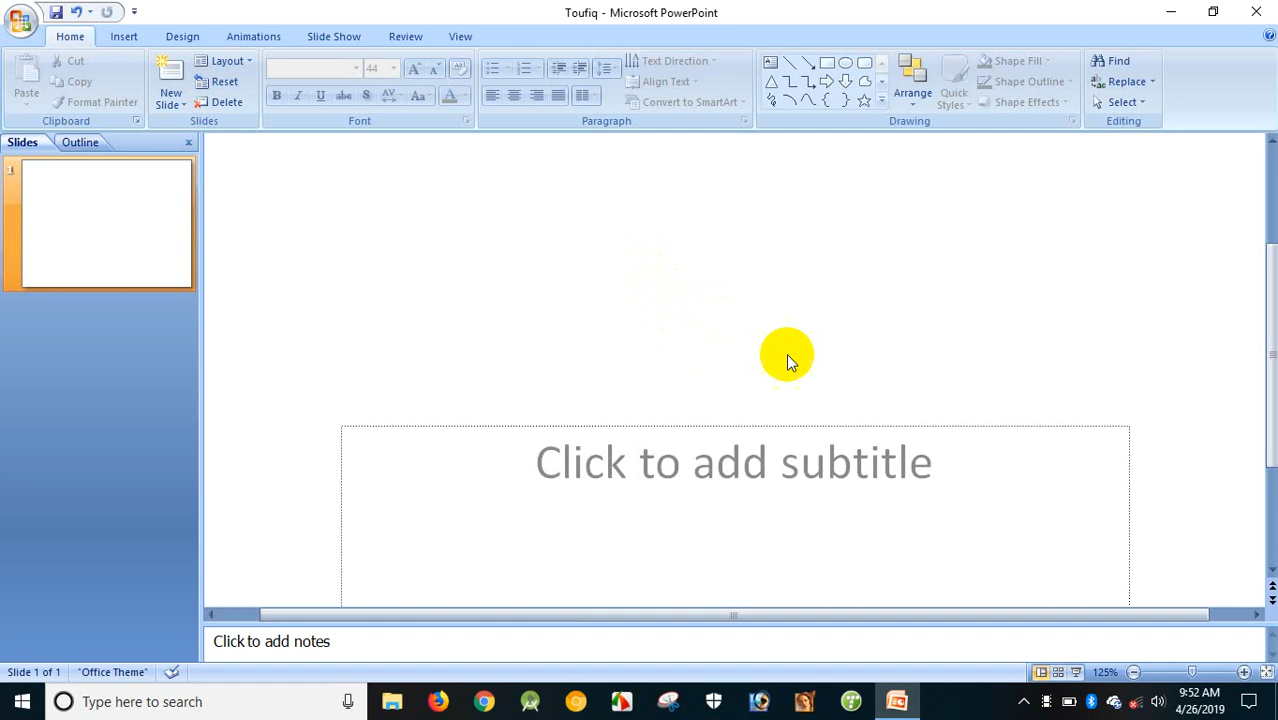 Toufiq - Microsoft PowerPoint
Home Insert Design Animations Slide Show Review View
Paste
Cut
Copy
Format Painter
Clipboard
New
Slide
Layout
Reset
Delete
Slides
44
B I U abc S AV Aa A
Font
Text Direction
Align Text
Convert to SmartArt
Paragraph
Arrange
Quick
Styles
Shape Fill
Shape Outline
Shape Effects
Drawing
Find
Replace
Select
Editing
Slides Outline
1
Click to add subtitle
Click to add notes
Slide 1 of 1 "Office Theme" 125%
Type here to search
9:52 AM
4/26/2019